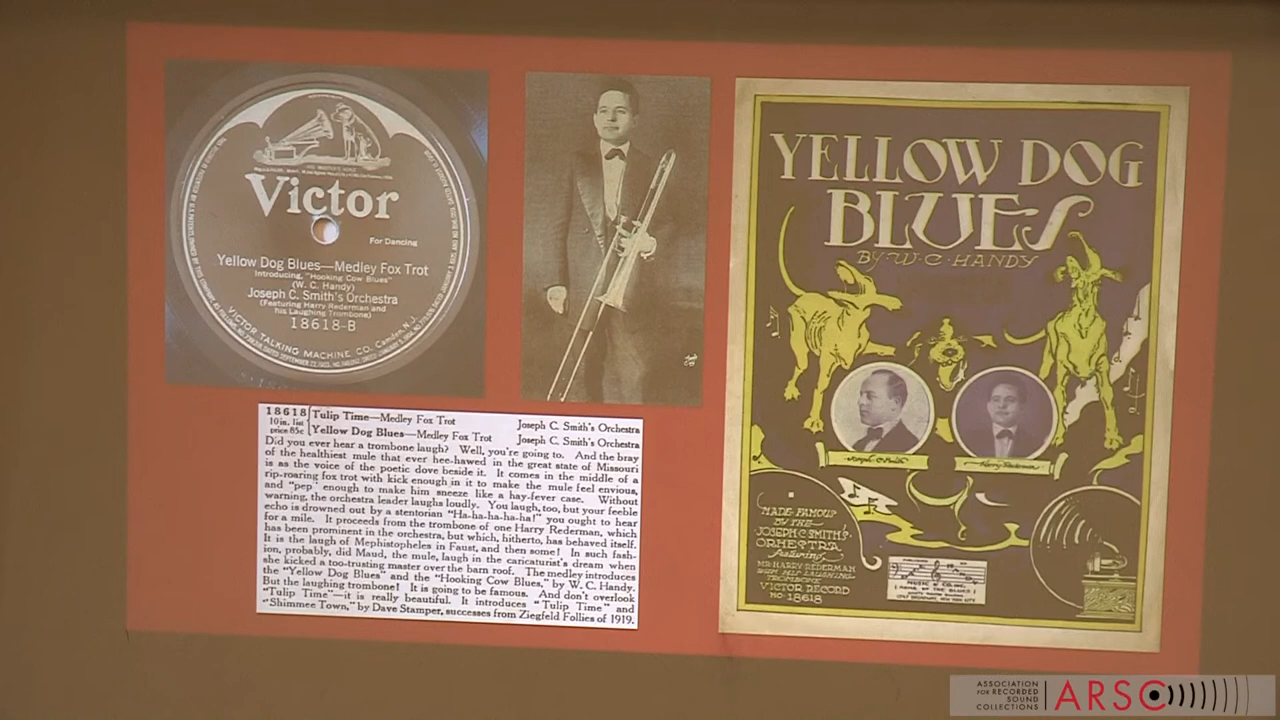 THIS MASTER'S VOICE
Victor
For Dancing
Yellow Dog Blues—Medley Fox Trot
Introducing, "Hooking Cow Blues"
(W. C. Handy)
Joseph C. Smith's Orchestra
(Featuring Harry Rederman and
his Laughing Trombone)
18618-B
VICTOR TALKING MACHINE CO. Camden, N.J.
18618 Tulip Time—Medley Fox Trot Joseph C. Smith's Orchestra
10 in. list
price 85c Yellow Dog Blues—Medley Fox Trot Joseph C. Smith's Orchestra
Did you ever hear a trombone laugh? Well, you're going to. And the bray
of the healthiest mule that ever hee-hawed in the great state of Missouri
is as the voice of the poetic dove beside it. It comes in the middle of a
rip-roaring fox trot with kick enough in it to make the mule feel envious,
and "pep" enough to make him sneeze like a hay-fever case. Without
warning, the orchestra leader laughs loudly. You laugh, too, but your feeble
echo is drowned out by a stentorian "Ha-ha-ha-ha-ha!" you ought to hear
for a mile. It proceeds from the trombone of one Harry Rederman, which
has been prominent in the orchestra, but which, hitherto, has behaved itself.
It is the laugh of Mephistopheles in Faust, and then some! In such fash-
ion, probably, did Maud, the mule, laugh in the caricaturist's dream when
she kicked a too-trusting master over the barn roof. The medley introduces
the "Yellow Dog Blues" and the "Hooking Cow Blues," by W. C. Handy.
But the laughing trombone! It is going to be famous. And don't overlook
"Tulip Time"—it is really beautiful. It introduces "Tulip Time" and
"Shimmee Town," by Dave Stamper, successes from Ziegfeld Follies of 1919.
YELLOW DOG
BLUES
BY·W·C·HANDY
Joseph C. Smith
Harry Rederman
MADE FAMOUS
BY THE
JOSEPH C. SMITH'S
ORHESTRA
featuring
MR HARRY REDERMAN
WITH HIS LAUGHING
TROMBONE
VICTOR RECORD
NO. 18618
ASSOCIATION
FOR RECORDED
SOUND
COLLECTIONS
ARSC